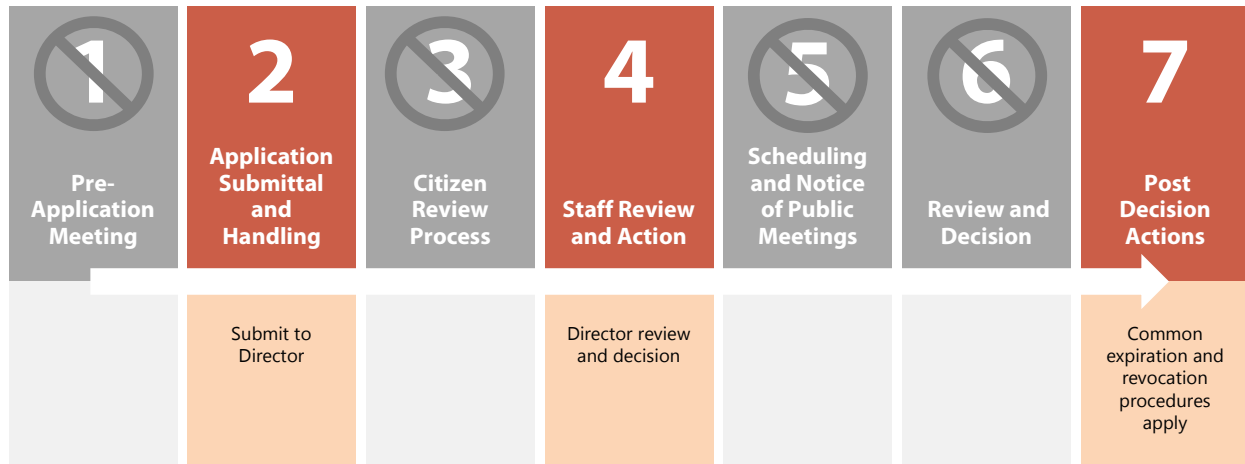 1
Pre-
Application
Meeting
2
Application
Submittal
and
Handling
3
Citizen
Review
Process
4
Staff Review
and Action
5
Scheduling
and Notice
of Public
Meetings
6
Review and
Decision
7
Post
Decision
Actions
Submit to
Director
Director review
and decision
Common
expiration and
revocation
procedures
apply